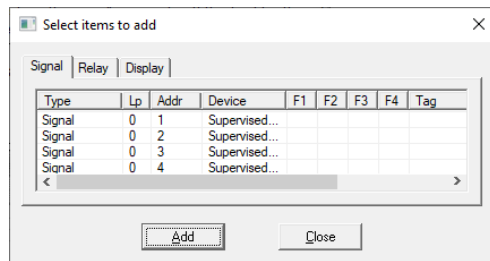 Select items to add
Signal Relay Display
Type Lp Addr Device F1 F2 F3 F4 Tag
Signal 0 1 Supervised...
Signal 0 2 Supervised...
Signal 0 3 Supervised...
Signal 0 4 Supervised...
Add Close